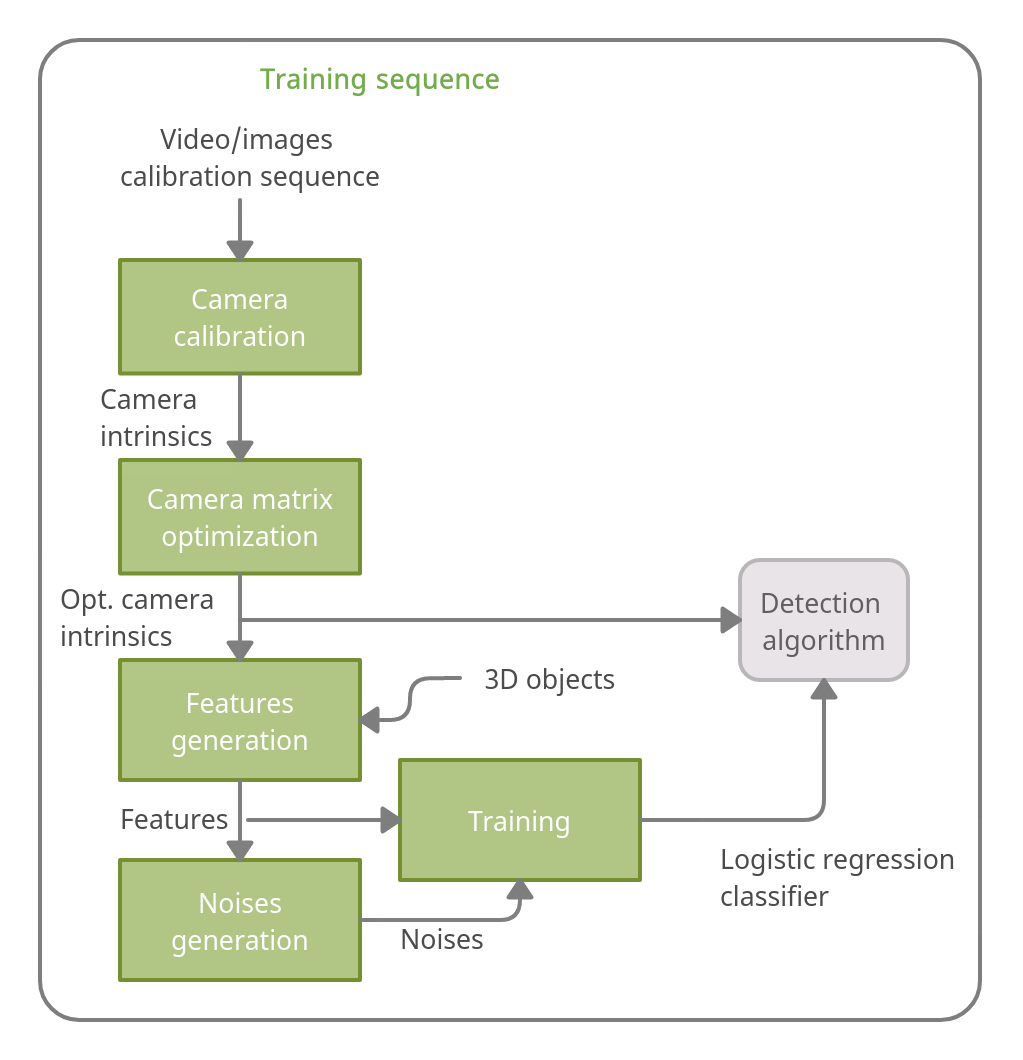 Training sequence
Video/images
calibration sequence
Camera
calibration
Camera
intrinsics
Camera matrix
optimization
Opt. camera
intrinsics
Detection
algorithm
Features
generation
3D objects
Features
Training
Logistic regression
classifier
Noises
generation
Noises